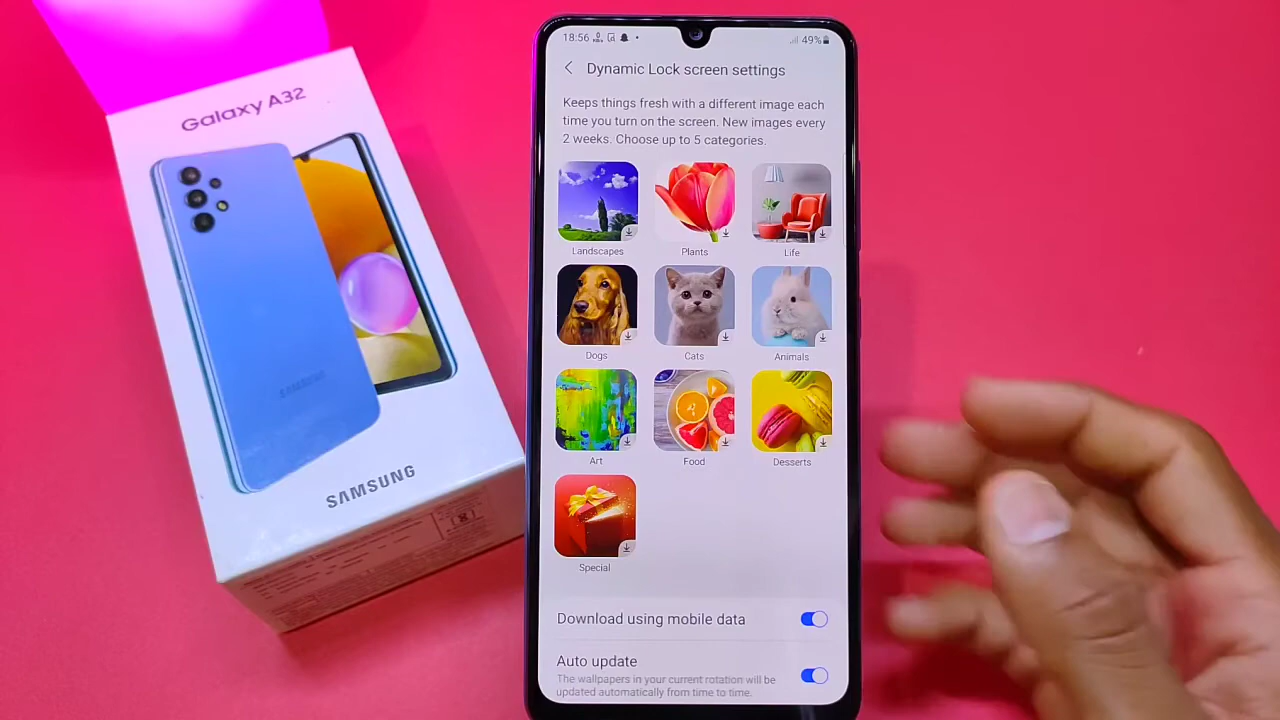 Galaxy A32
SAMSUNG
SAMSUNG
18:56
49%
Dynamic Lock screen settings
Keeps things fresh with a different image each
time you turn on the screen. New images every
2 weeks. Choose up to 5 categories.
Landscapes
Plants
Life
Dogs
Cats
Animals
Art
Food
Desserts
Special
Download using mobile data
Auto update
The wallpapers in your current rotation will be
updated automatically from time to time.